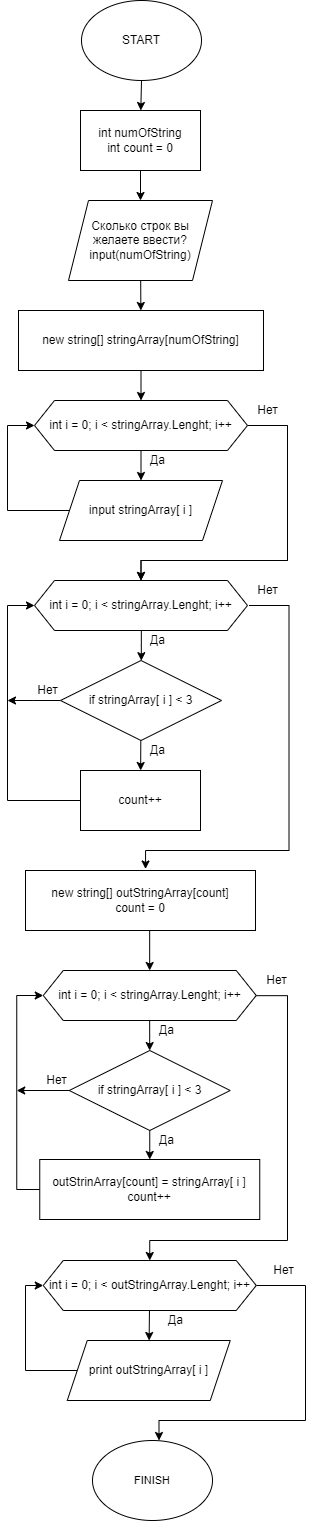 START
int numOfString
int count = 0
Сколько строк вы
желаете ввести?
input(numOfString)
new string[] stringArray[numOfString]
int i = 0; i < stringArray.Lenght; i++
Нет
Да
input stringArray[ i ]
int i = 0; i < stringArray.Lenght; i++
Нет
Да
if stringArray[ i ] < 3
Нет
Да
count++
new string[] outStringArray[count]
count = 0
int i = 0; i < stringArray.Lenght; i++
Нет
Да
if stringArray[ i ] < 3
Нет
Да
outStrinArray[count] = stringArray[ i ]
count++
int i = 0; i < outStringArray.Lenght; i++
Нет
Да
print outStringArray[ i ]
FINISH